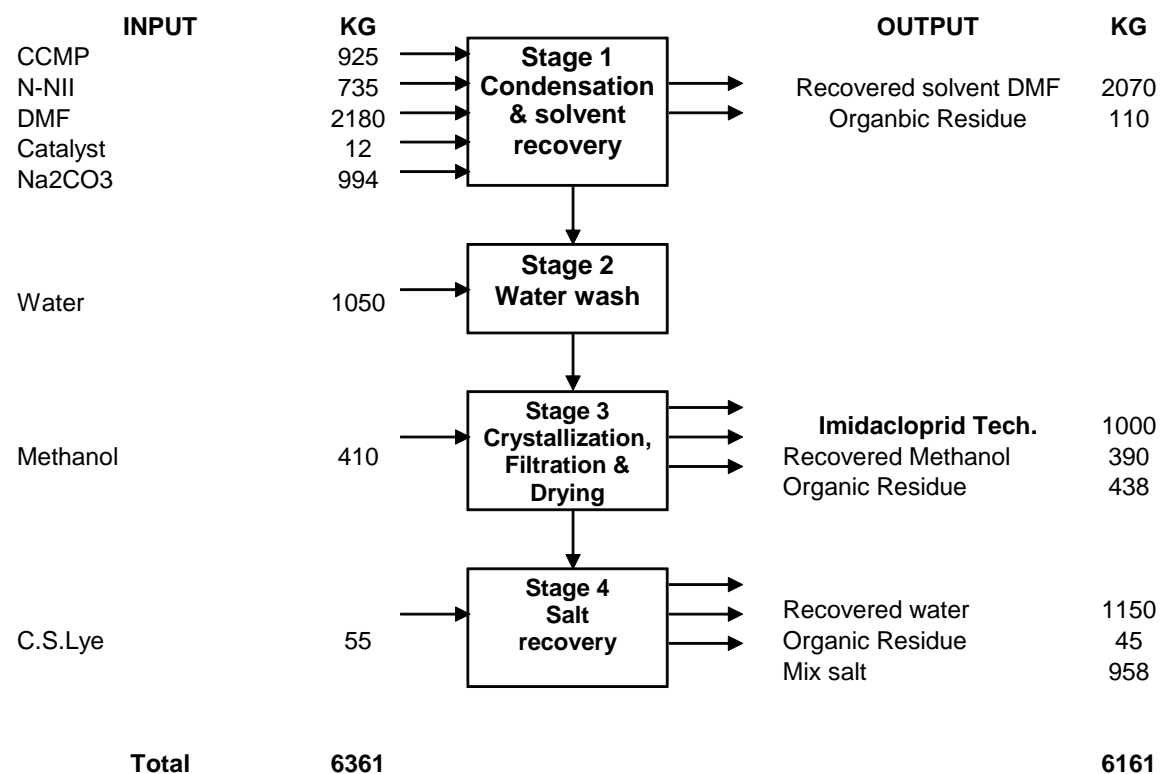 INPUT KG OUTPUT KG
CCMP 925
N-NII 735
DMF 2180
Catalyst 12
Na2CO3 994
Stage 1
Condensation
& solvent
recovery
Recovered solvent DMF 2070
Organbic Residue 110
Stage 2
Water wash
Water 1050
Stage 3
Crystallization,
Filtration &
Drying
Methanol 410
Imidacloprid Tech. 1000
Recovered Methanol 390
Organic Residue 438
Stage 4
Salt
recovery
C.S.Lye 55
Recovered water 1150
Organic Residue 45
Mix salt 958
Total 6361 6161